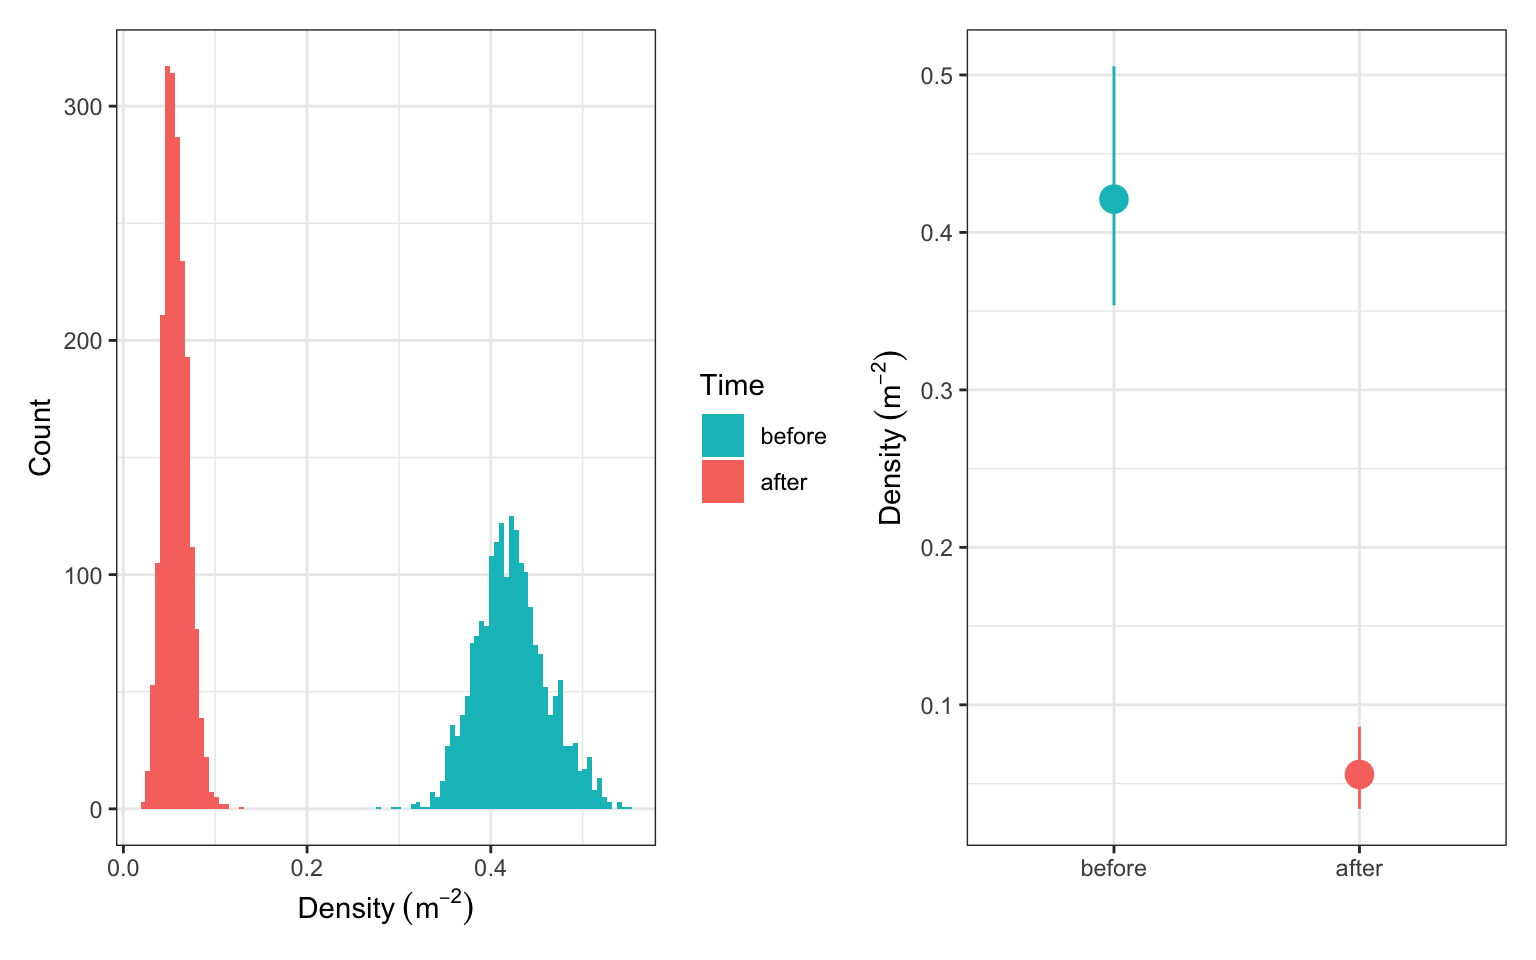 Count
300
200
100
0
0.0 0.2 0.4
Density (m⁻²)
Time
before
after
Density (m⁻²)
0.5
0.4
0.3
0.2
0.1
before after